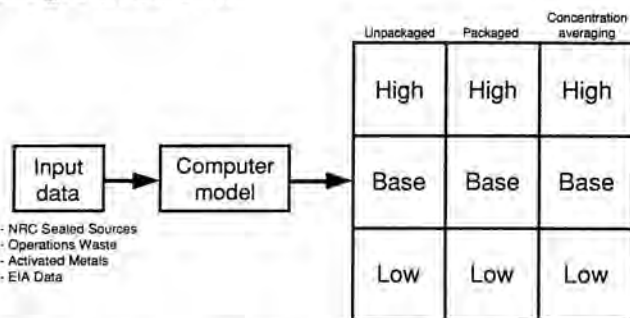 Concentration
Unpackaged Packaged averaging
High High High
Input data
Computer model
Base Base Base
- NRC Sealed Sources
- Operations Waste
- Activated Metals
- EIA Data
Low Low Low